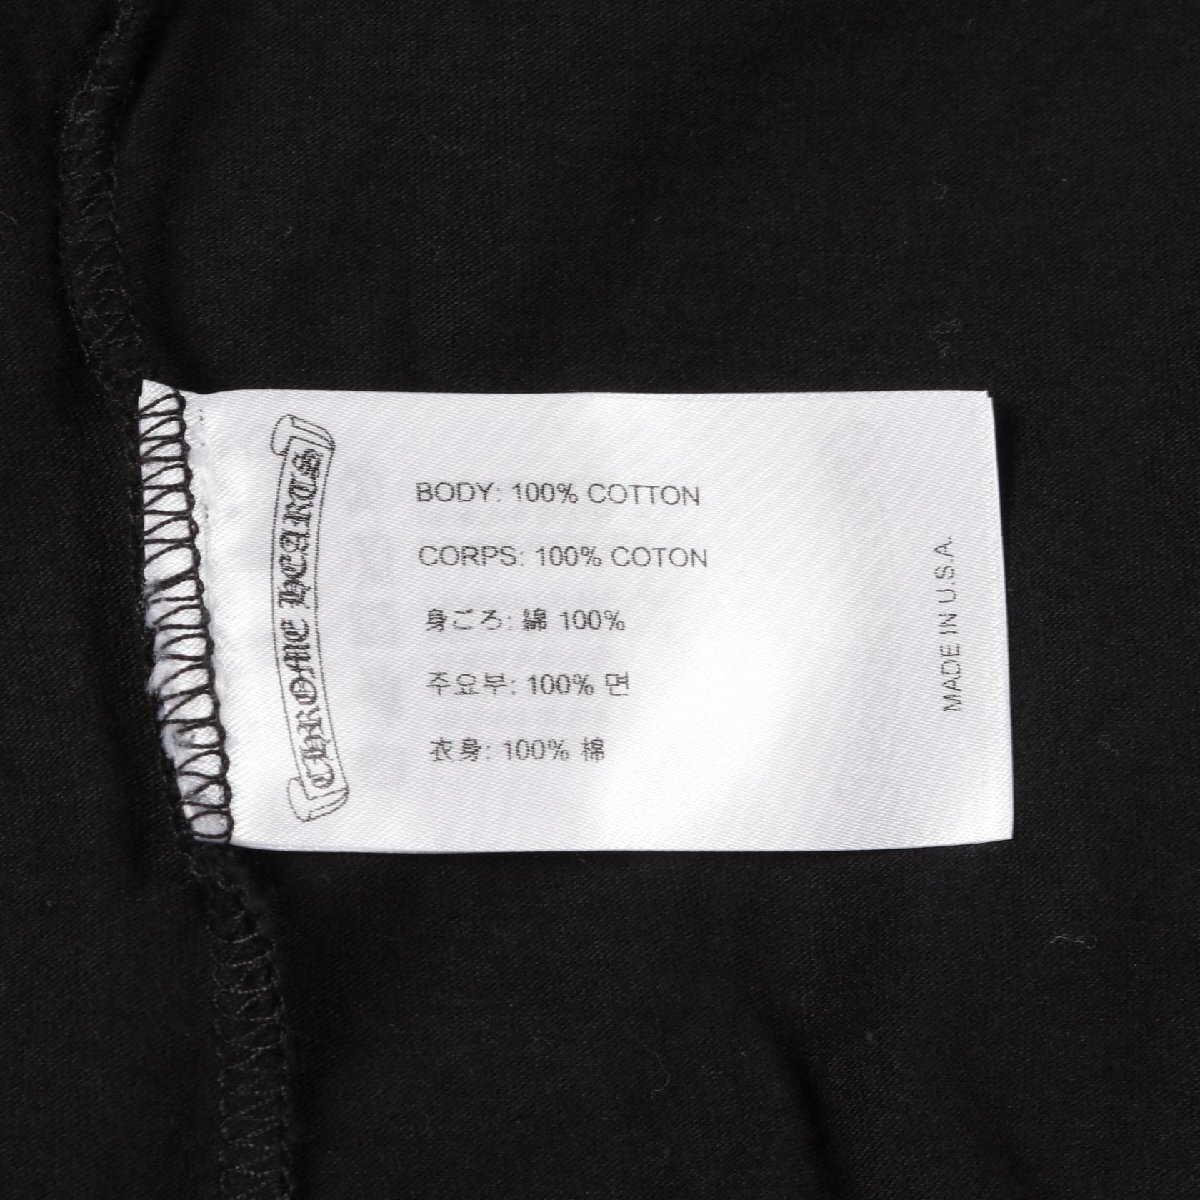 CHROME HEARTS
BODY: 100% COTTON
CORPS: 100% COTON
身ごろ: 綿 100%
주요부: 100% 면
衣身: 100% 棉
MADE IN U.S.A.